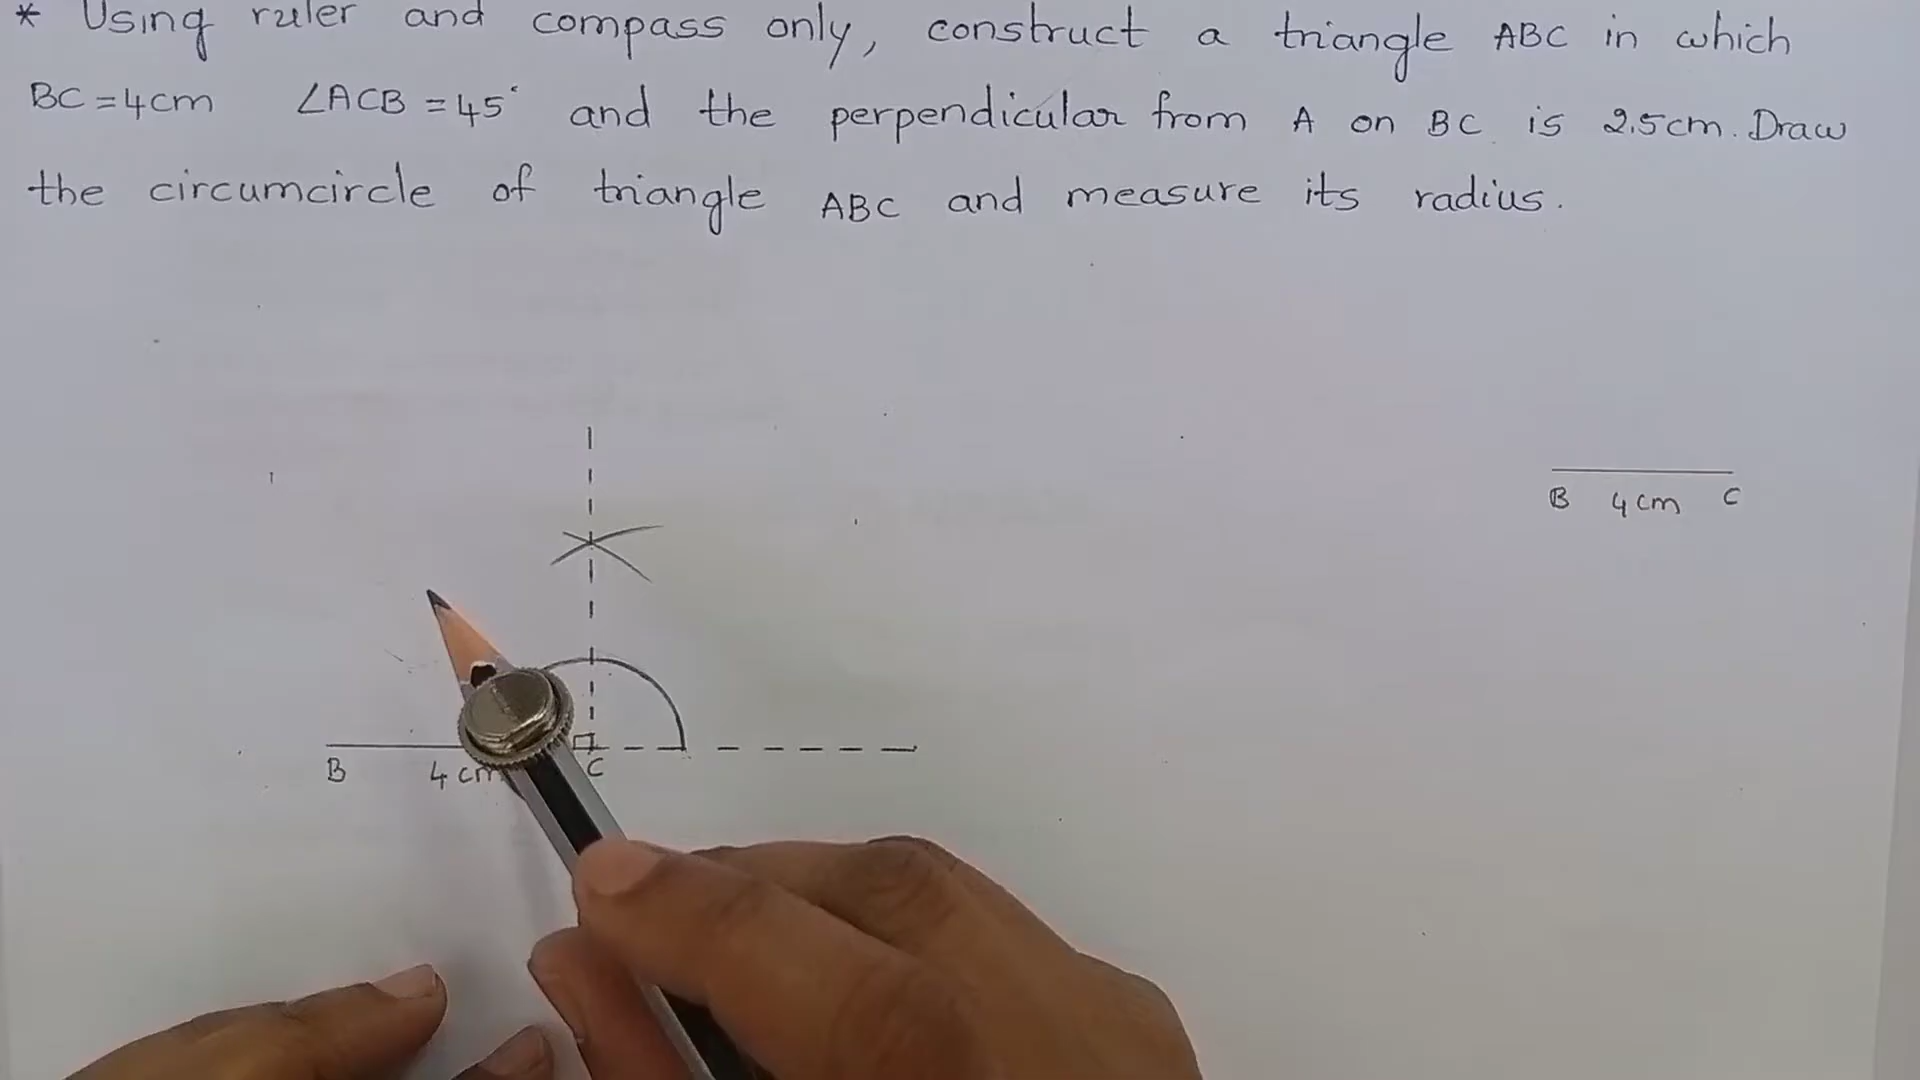 * Using ruler and compass only, construct a triangle ABC in which
BC = 4cm ∠ACB = 45° and the perpendicular from A on BC is 2.5cm. Draw
the circumcircle of triangle ABC and measure its radius.
B 4cm C
B 4 cm C